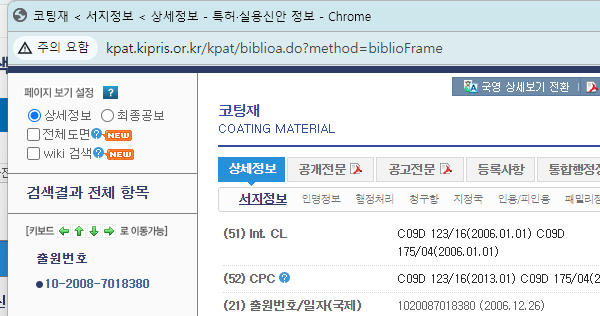 코팅재 < 서지정보 < 상세정보 - 특허·실용신안 정보 - Chrome
주의 요함 kpat.kipris.or.kr/kpat/biblioa.do?method=biblioFrame
페이지 보기 설정 ?
국영 상세보기 전환
상세정보 최종공보
전체도면 ? NEW
wiki 검색 ? NEW
코팅재
COATING MATERIAL
검색결과 전체 항목
상세정보 공개전문 공고전문 등록사항 통합행정
서지정보 인명정보 행정처리 청구항 지정국 인용/피인용 패밀리정
[키보드 로 이동가능]
출원번호
10-2008-7018380
(51) Int. CL C09D 123/16(2006.01.01) C09D
175/04(2006.01.01)
(52) CPC ? C09D 123/16(2013.01) C09D 175/04(2
(21) 출원번호/일자(국제) 1020087018380 (2006.12.26)